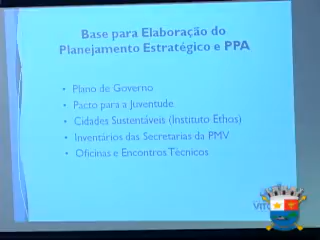 Base para Elaboração do
Planejamento Estratégico e PPA
• Plano de Governo
• Pacto para a Juventude
• Cidades Sustentáveis (Instituto Ethos)
• Inventários das Secretarias da PMV
• Oficinas e Encontros Técnicos